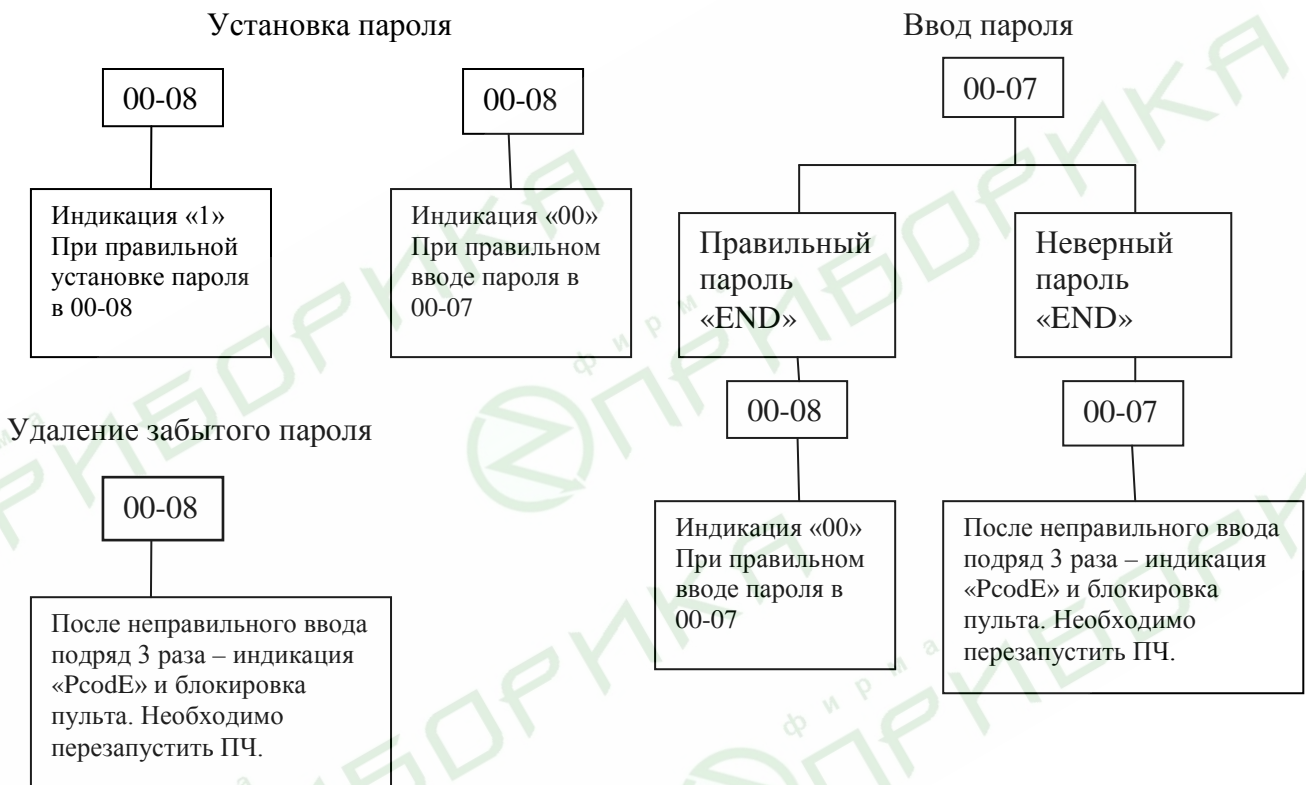 Установка пароля
00-08
Индикация «1»
При правильной
установке пароля
в 00-08
00-08
Индикация «00»
При правильном
вводе пароля в
00-07
Удаление забытого пароля
00-08
После неправильного ввода
подряд 3 раза – индикация
«PcodE» и блокировка
пульта. Необходимо
перезапустить ПЧ.
Ввод пароля
00-07
Правильный
пароль
«END»
00-08
Индикация «00»
При правильном
вводе пароля в
00-07
Неверный
пароль
«END»
00-07
После неправильного ввода
подряд 3 раза – индикация
«PcodE» и блокировка
пульта. Необходимо
перезапустить ПЧ.
фирма
ПРИБОРИКА